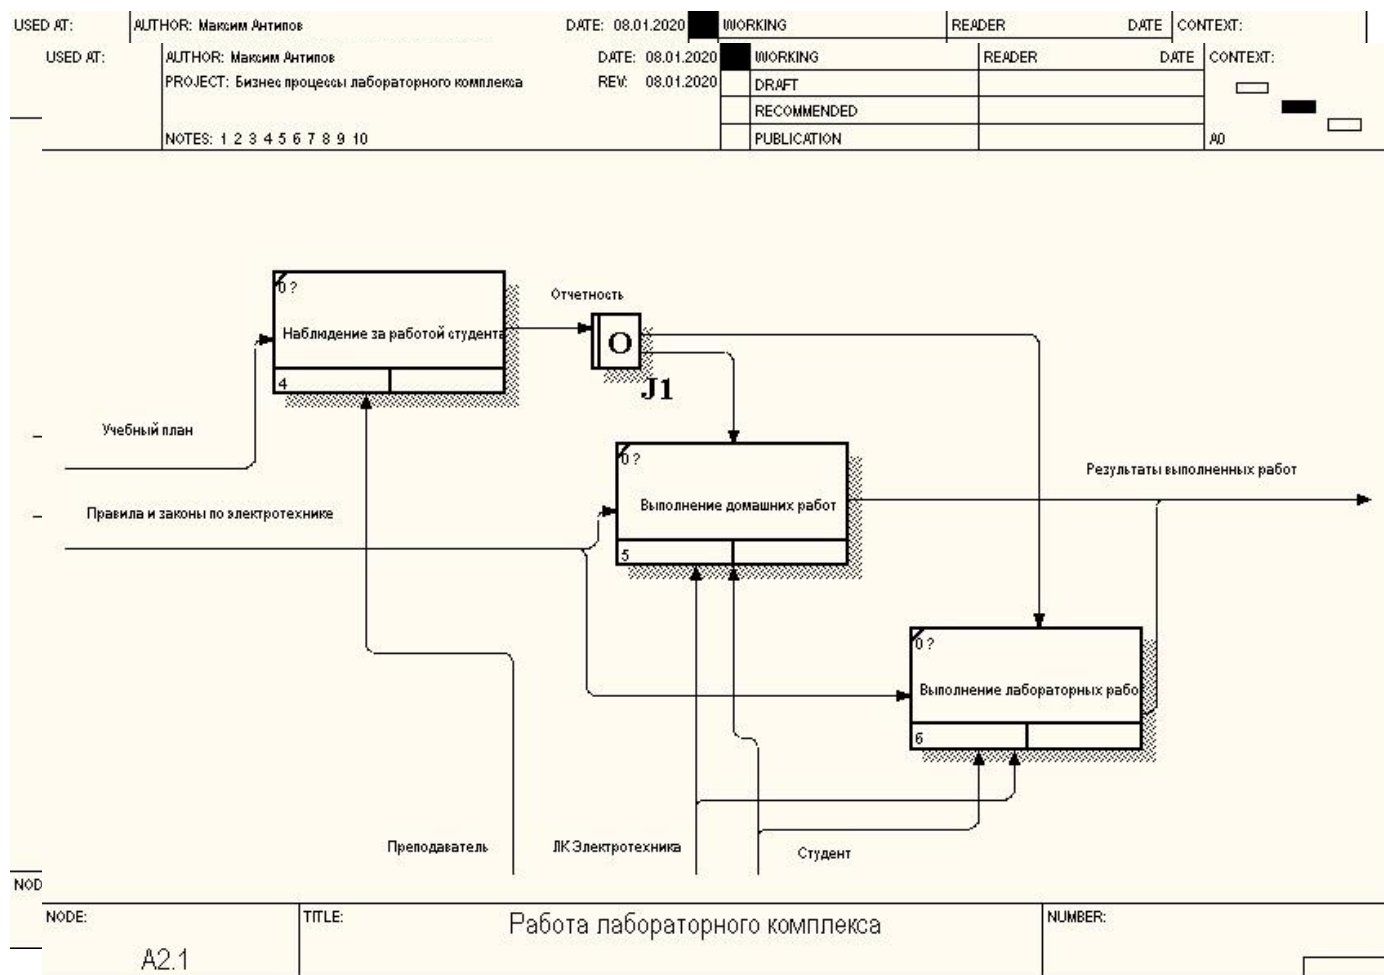 USED AT: AUTHOR: Максим Антипов DATE: 08.01.2020 WORKING READER DATE CONTEXT:
USED AT: AUTHOR: Максим Антипов DATE: 08.01.2020 WORKING READER DATE CONTEXT:
PROJECT: Бизнес процессы лабораторного комплекса REV: 08.01.2020 DRAFT
RECOMMENDED
NOTES: 1 2 3 4 5 6 7 8 9 10 PUBLICATION A0
0 ?
Наблюдение за работой студента
4
Отчетность
O
J1
Учебный план
Правила и законы по электротехнике
0 ?
Выполнение домашних работ
5
Результаты выполненных работ
0 ?
Выполнение лабораторных рабо
6
Преподаватель
ЛК Электротехника
Студент
NOD
NODE: TITLE: Работа лабораторного комплекса NUMBER:
A2.1